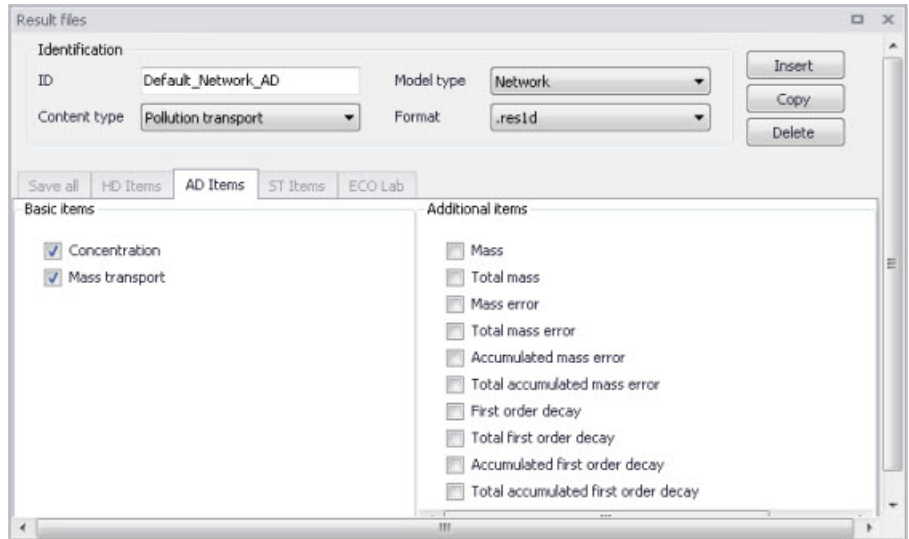 Result files
Identification
ID Default_Network_AD Model type Network
Content type Pollution transport Format .res1d
Insert
Copy
Delete
Save all HD Items AD Items ST Items ECO Lab
Basic items
Concentration
Mass transport
Additional items
Mass
Total mass
Mass error
Total mass error
Accumulated mass error
Total accumulated mass error
First order decay
Total first order decay
Accumulated first order decay
Total accumulated first order decay